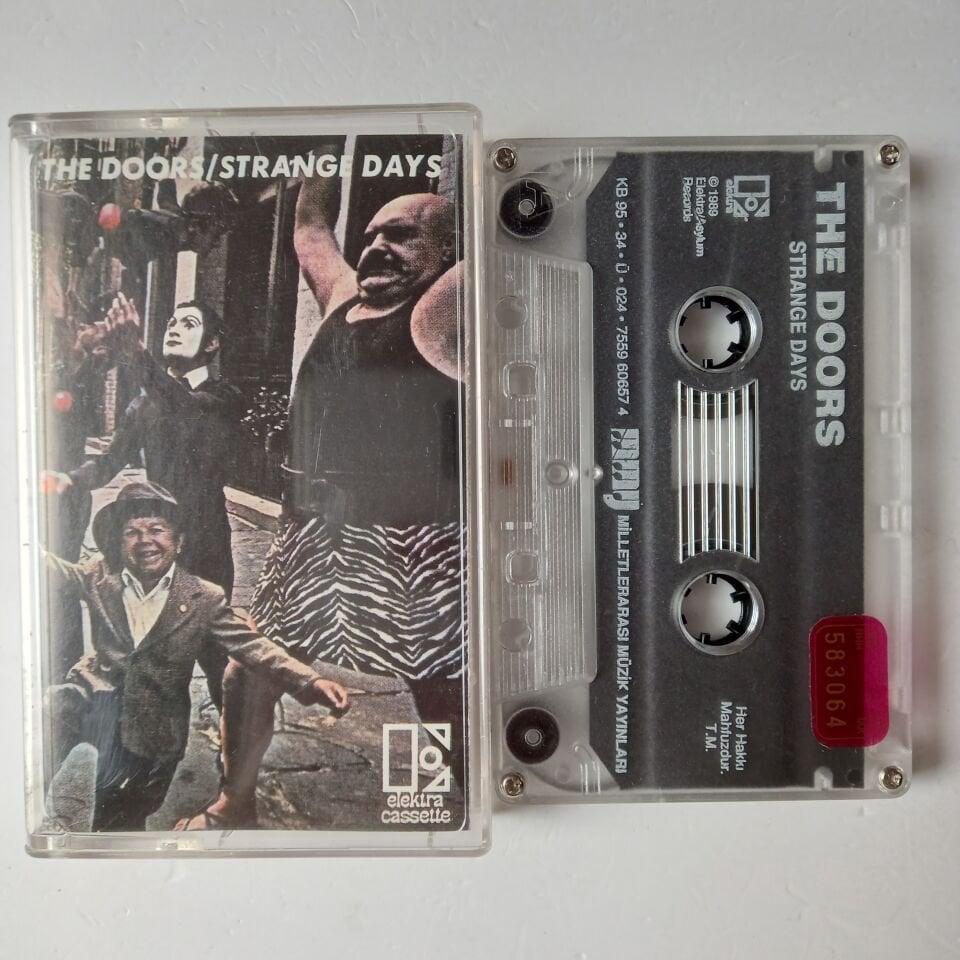 THE DOORS/STRANGE DAYS
elektra
cassette
THE DOORS
STRANGE DAYS
elektra
℗1989
Elektra/Asylum
Records
KB 95 • 34 • Ü • 024 • 7559 60657 4
MİLLETLERARASI MÜZİK YAYINLARI
Her Hakkı
Mahfuzdur.
T.M.
583064